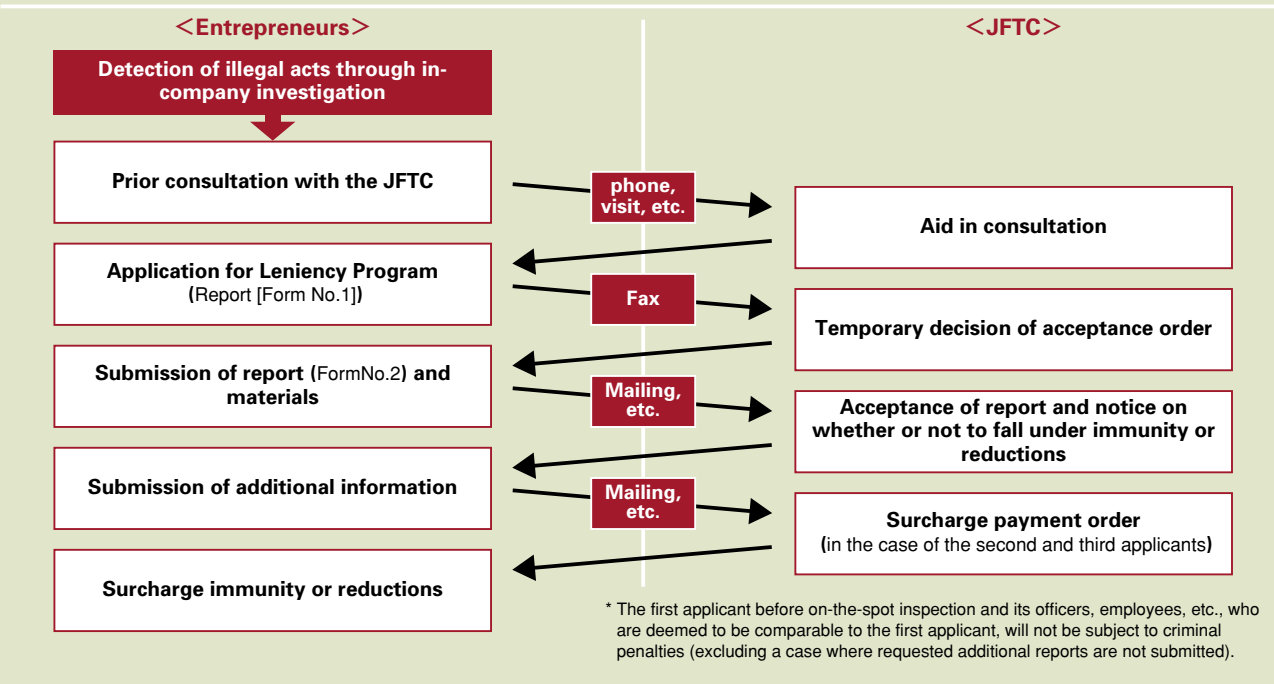 <Entrepreneurs>
<JFTC>
Detection of illegal acts through in-
company investigation
Prior consultation with the JFTC
phone,
visit, etc.
Aid in consultation
Application for Leniency Program
(Report [Form No.1])
Fax
Temporary decision of acceptance order
Submission of report (FormNo.2) and
materials
Mailing,
etc.
Acceptance of report and notice on
whether or not to fall under immunity or
reductions
Submission of additional information
Mailing,
etc.
Surcharge payment order
(in the case of the second and third applicants)
Surcharge immunity or reductions
* The first applicant before on-the-spot inspection and its officers, employees, etc., who
are deemed to be comparable to the first applicant, will not be subject to criminal
penalties (excluding a case where requested additional reports are not submitted).